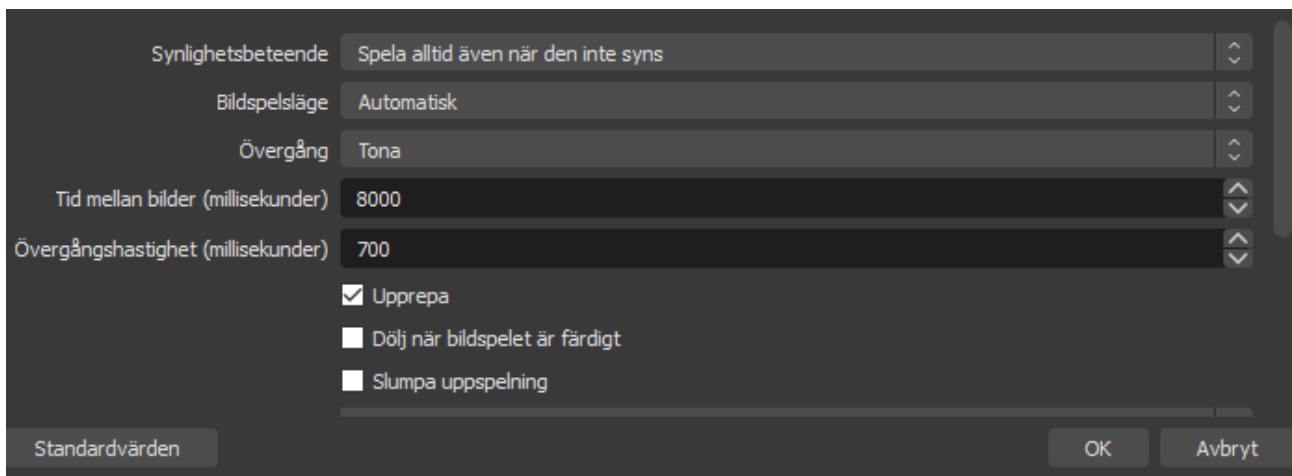 Synlighetsbeteende Spela alltid även när den inte syns
Bildspelsläge Automatisk
Övergång Tona
Tid mellan bilder (millisekunder) 8000
Övergångshastighet (millisekunder) 700
Upprepa
Dölj när bildspelet är färdigt
Slumpa uppspelning
Standardvärden OK Avbryt